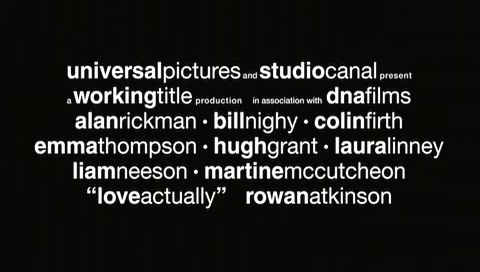 universalpictures and studiocanal present
a workingtitle production in association with dnafilms
alanrickman • billnighy • colinfirth
emmathompson • hughgrant • lauralinney
liamneeson • martinemccutcheon
“loveactually” rowanatkinson